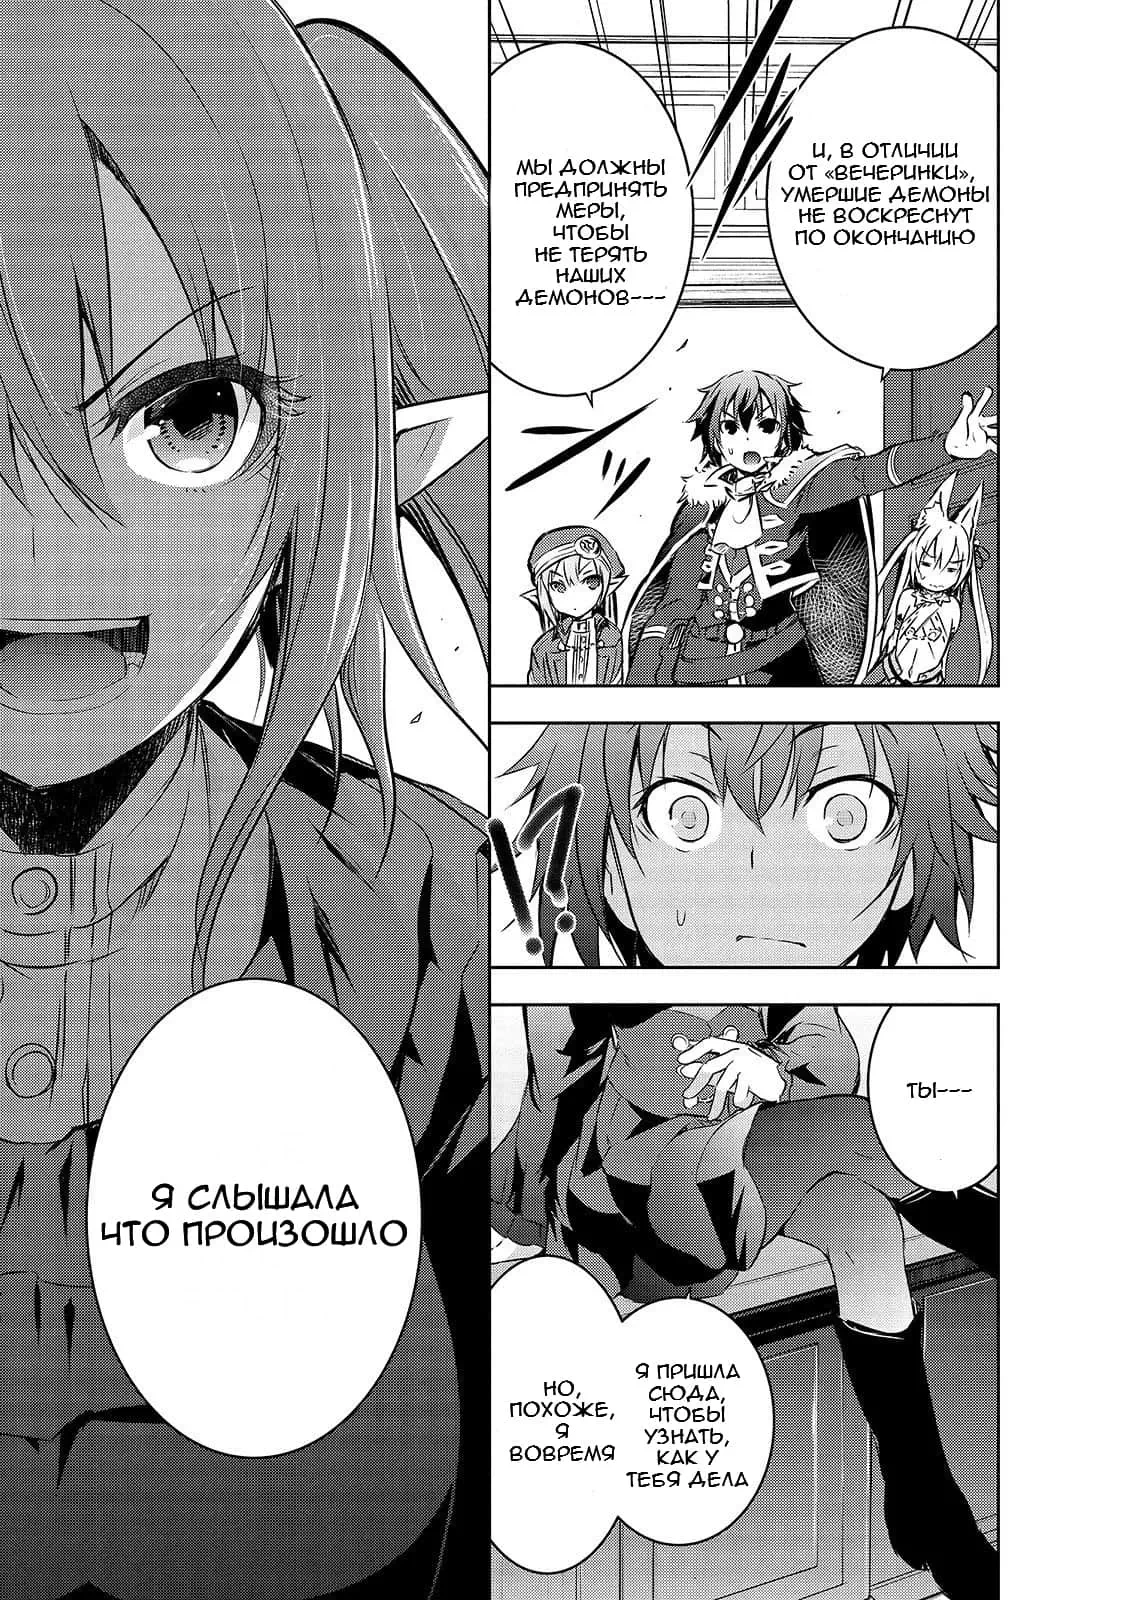 И, В ОТЛИЧИИ
ОТ «ВЕЧЕРИНКИ»,
УМЕРШИЕ ДЕМОНЫ
НЕ ВОСКРЕСНУТ
ПО ОКОНЧАНИЮ
МЫ ДОЛЖНЫ
ПРЕДПРИНЯТЬ
МЕРЫ,
ЧТОБЫ
НЕ ТЕРЯТЬ
НАШИХ
ДЕМОНОВ---
!?
ТЫ---
Я ПРИШЛА
СЮДА,
ЧТОБЫ
УЗНАТЬ,
КАК У
ТЕБЯ ДЕЛА
НО,
ПОХОЖЕ,
Я
ВОВРЕМЯ
Я СЛЫШАЛА
ЧТО ПРОИЗОШЛО